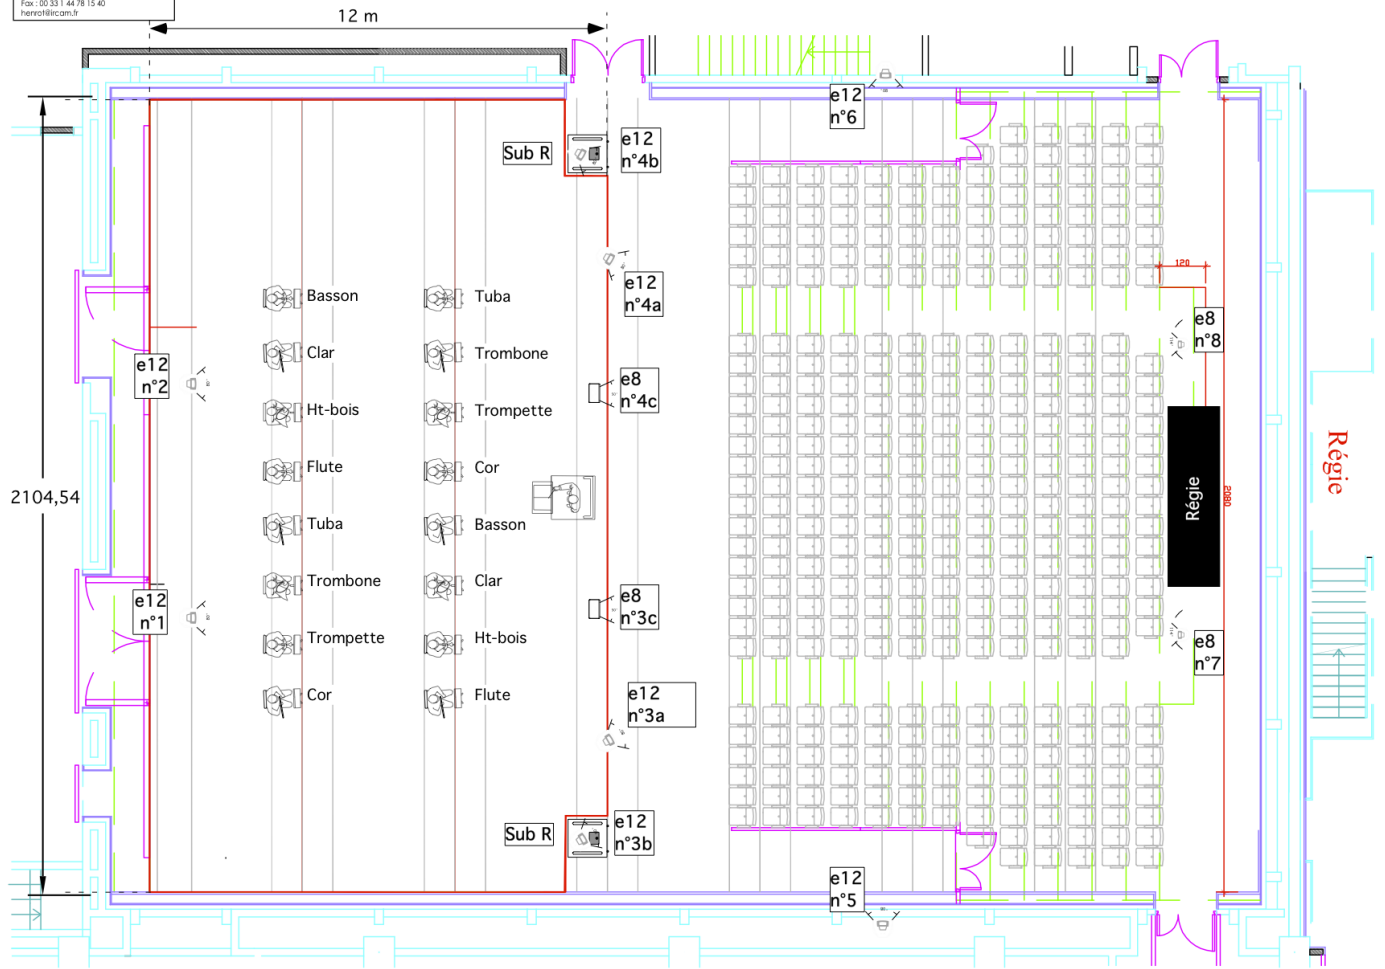 Fax : 00 33 1 44 78 15 40
henrot@ircam.fr
12 m
e12
n°6
Sub R
e12
n°4b
120
e12
n°4a
Basson
Tuba
e8
n°8
Clar
Trombone
e12
n°2
e8
n°4c
Ht-bois
Trompette
Régie
Flute
Cor
2104,54
Régie
2080
Tuba
Basson
Trombone
Clar
e12
n°1
e8
n°3c
Trompette
Ht-bois
e8
n°7
Cor
Flute
e12
n°3a
Sub R
e12
n°3b
e12
n°5